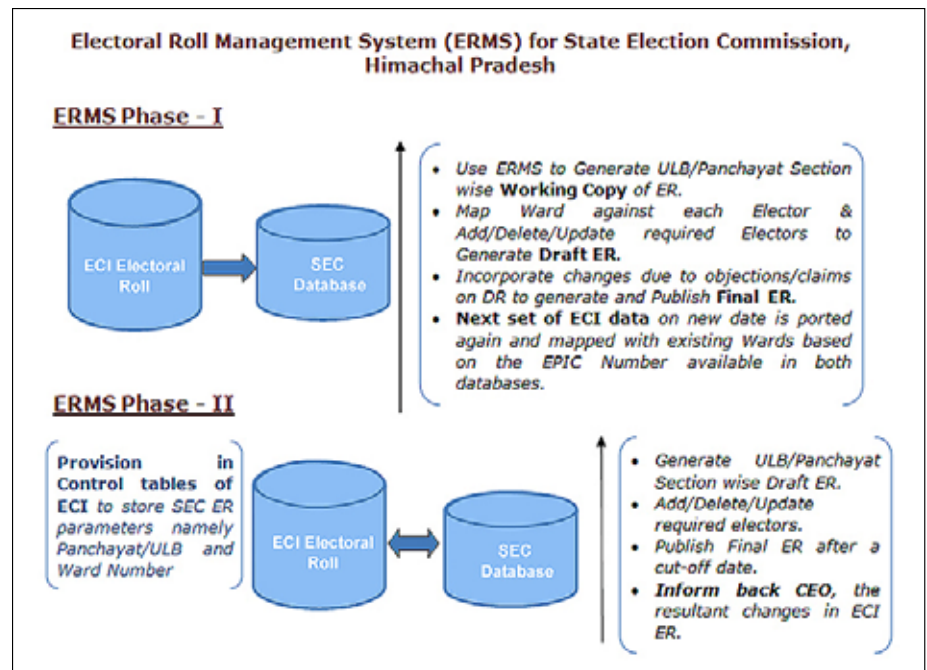 Electoral Roll Management System (ERMS) for State Election Commission,
Himachal Pradesh
ERMS Phase - I
ECI Electoral
Roll
SEC
Database
• Use ERMS to Generate ULB/Panchayat Section
wise Working Copy of ER.
• Map Ward against each Elector &
Add/Delete/Update required Electors to
Generate Draft ER.
• Incorporate changes due to objections/claims
on DR to generate and Publish Final ER.
• Next set of ECI data on new date is ported
again and mapped with existing Wards based
on the EPIC Number available in both
databases.
ERMS Phase - II
Provision in
Control tables of
ECI to store SEC ER
parameters namely
Panchayat/ULB and
Ward Number
ECI Electoral
Roll
SEC
Database
• Generate ULB/Panchayat
Section wise Draft ER.
• Add/Delete/Update
required electors.
• Publish Final ER after a
cut-off date.
• Inform back CEO, the
resultant changes in ECI
ER.